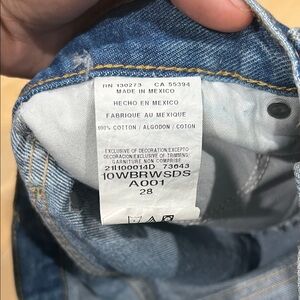 RN 130273 CA 55394
MADE IN MEXICO
HECHO EN MEXICO
FABRIQUE AU MEXIQUE
100% COTTON / ALGODON / COTON
EXCLUSIVE OF DECORATION EXCEPTO
DECORACION EXCLUSIVE OF TRIMMING
GARNITURE NON COMPRISE
21I100014D 73643
10WBRWSDS
A001
28